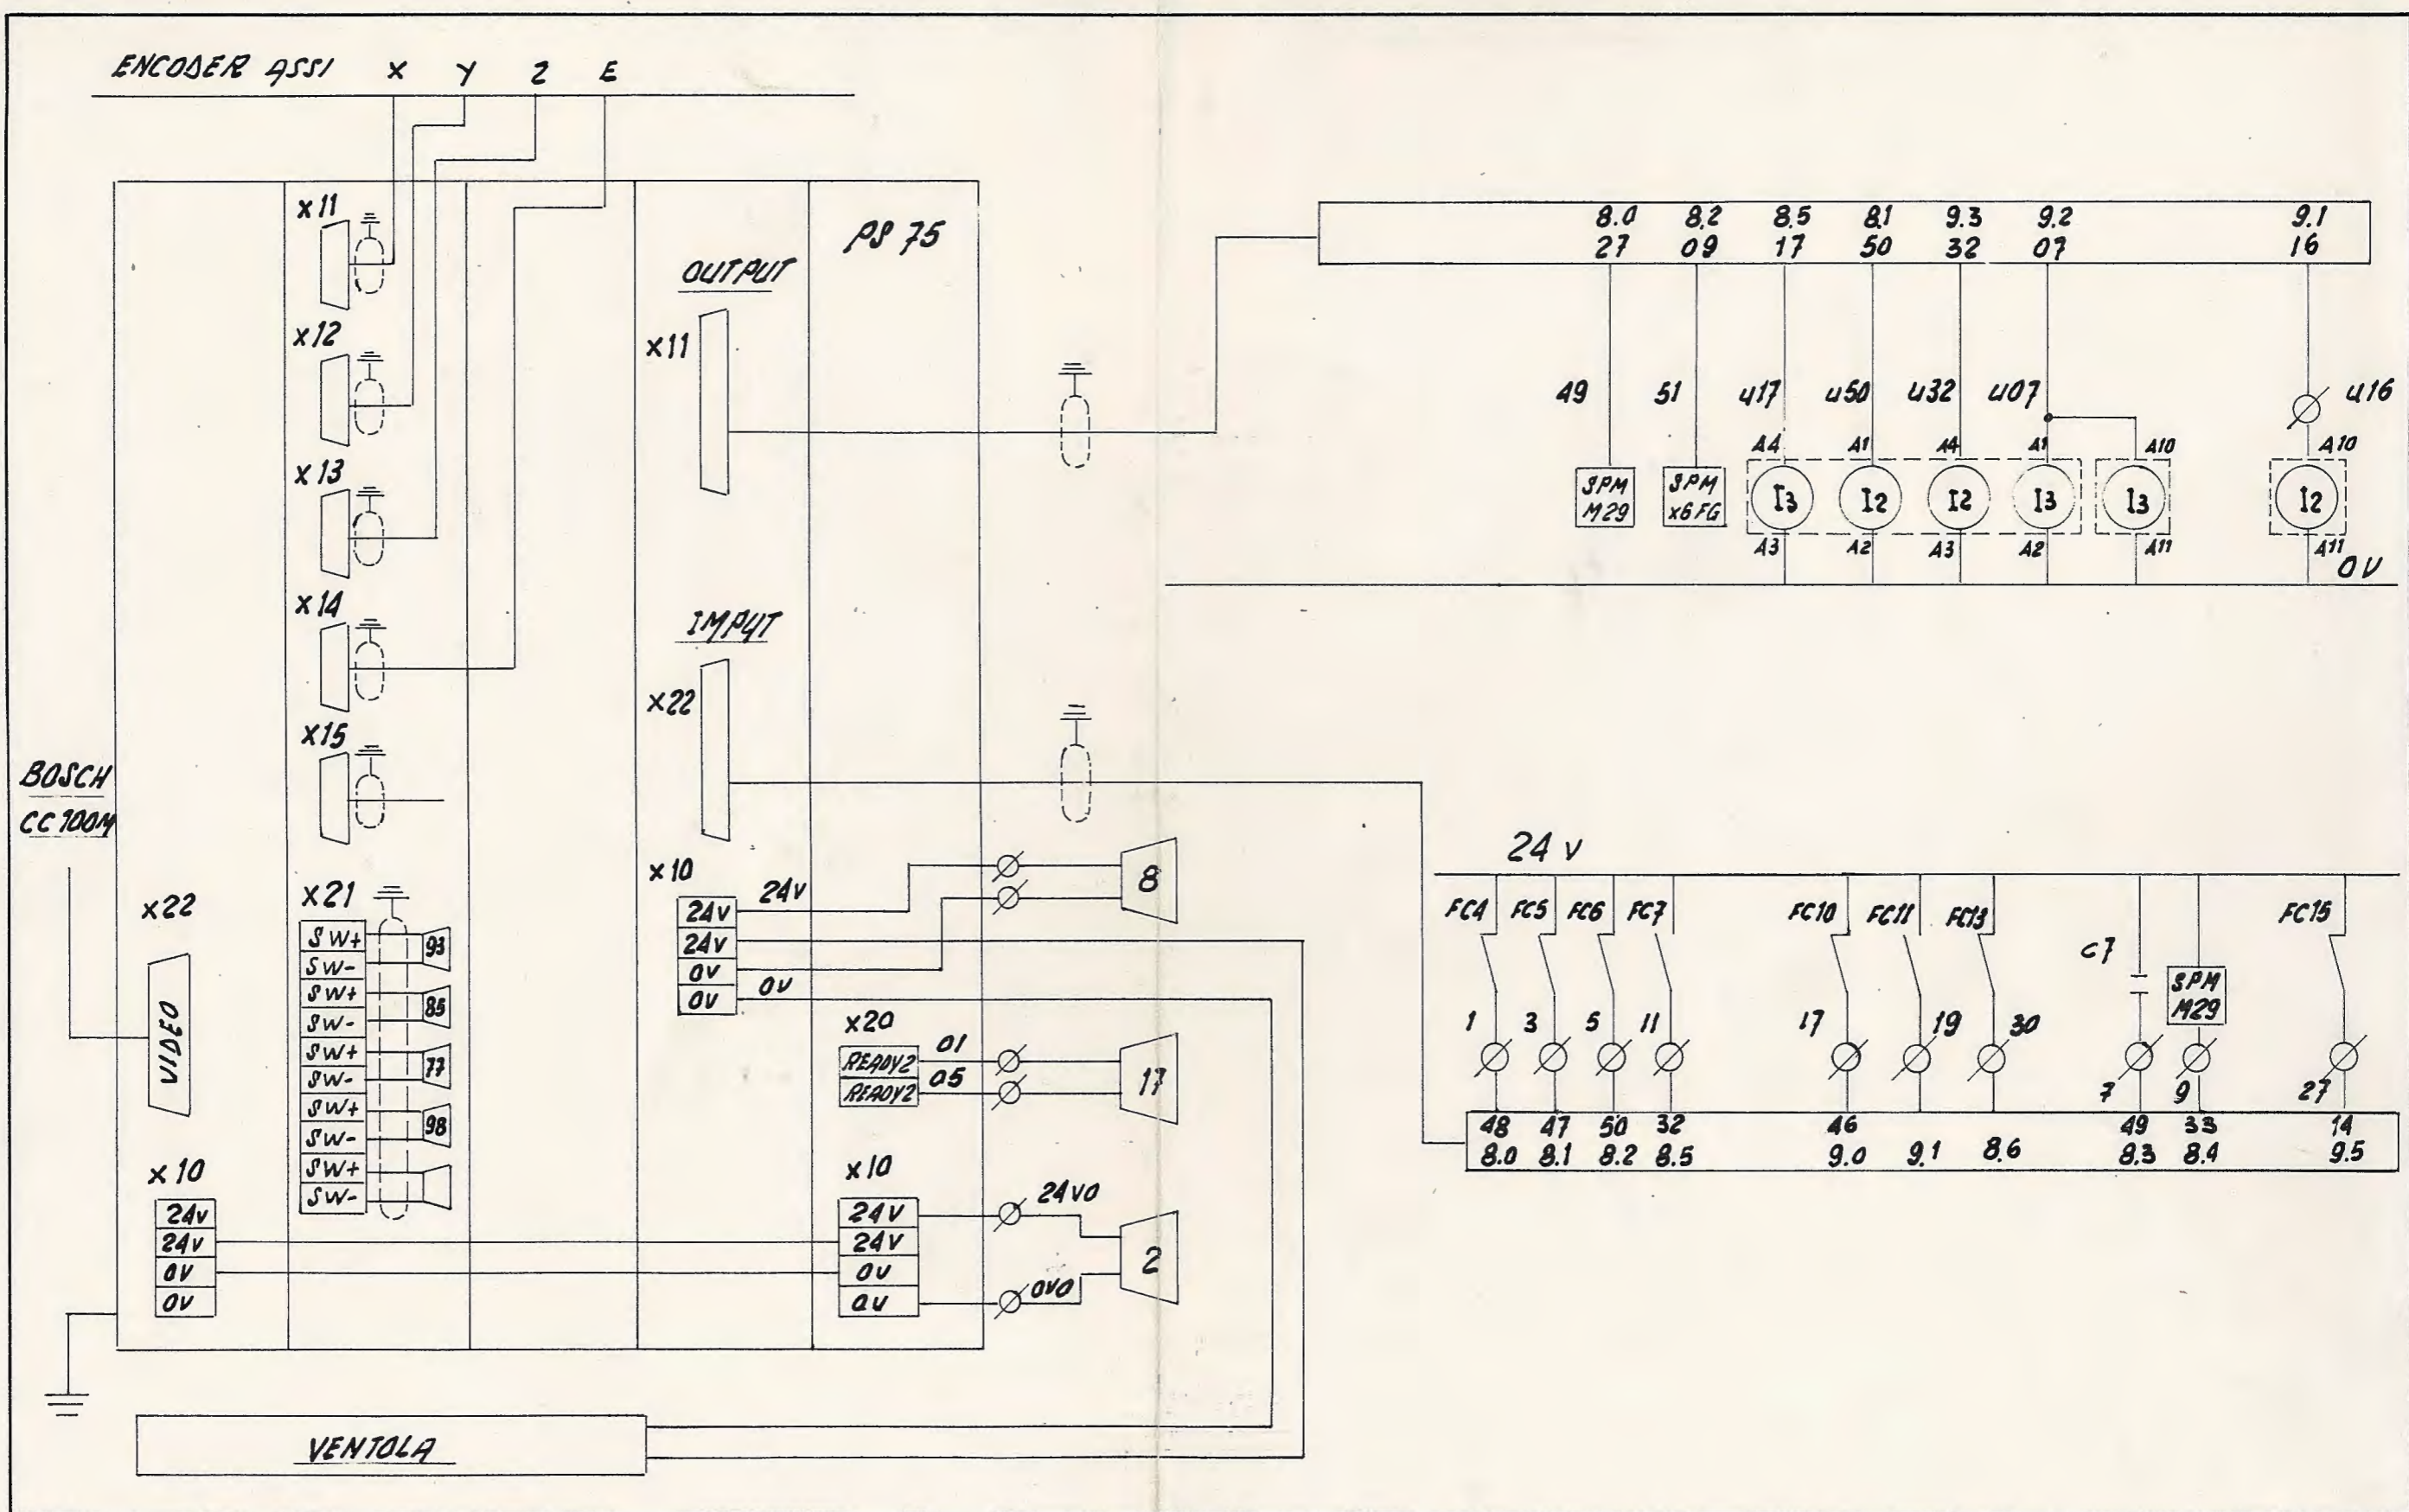 ENCODER ASSI X Y Z E
X11
X12
X13
X14
X15
BOSCH
CC100M
X22
VIDEO
X10
24V
24V
0V
0V
X21
SW+
SW-
93
SW+
SW-
85
SW+
SW-
77
SW+
SW-
98
SW+
SW-
OUTPUT
X11
IMPUT
X22
X10
24V
24V
24V
0V
0V
0V
PS 75
X20
READY2
READY2
01
05
X10
24V
24V
0V
0V
24V0
0V0
8
17
2
VENTOLA
8.0 8.2 8.5 8.1 9.3 9.2 9.1
27 09 17 50 32 07 16
49 51 U17 U50 U32 U07 U16
A4 A1 A4 A1 A10 A10
SPM M29
SPM X6FG
I3 I2 I2 I3 I3 I2
A3 A2 A3 A2 A11 A11
0V
24 V
FC4 FC5 FC6 FC7 FC10 FC11 FC13 FC15
C7
SPM
M29
1 3 5 11 17 19 30
7 9 27
48 47 50 32 46 49 33 14
8.0 8.1 8.2 8.5 9.0 9.1 8.6 8.3 8.4 9.5